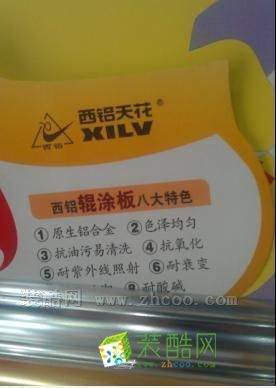 西铝天花®
XILV
西铝
西铝辊涂板八大特色
①原生铝合金 ②色泽均匀
③抗油污易清洗 ④抗氧化
⑤耐紫外线照射 ⑥耐衰变
⑧耐酸碱
装酷网 www.zhcoo.com
装酷网
zhcoo.com